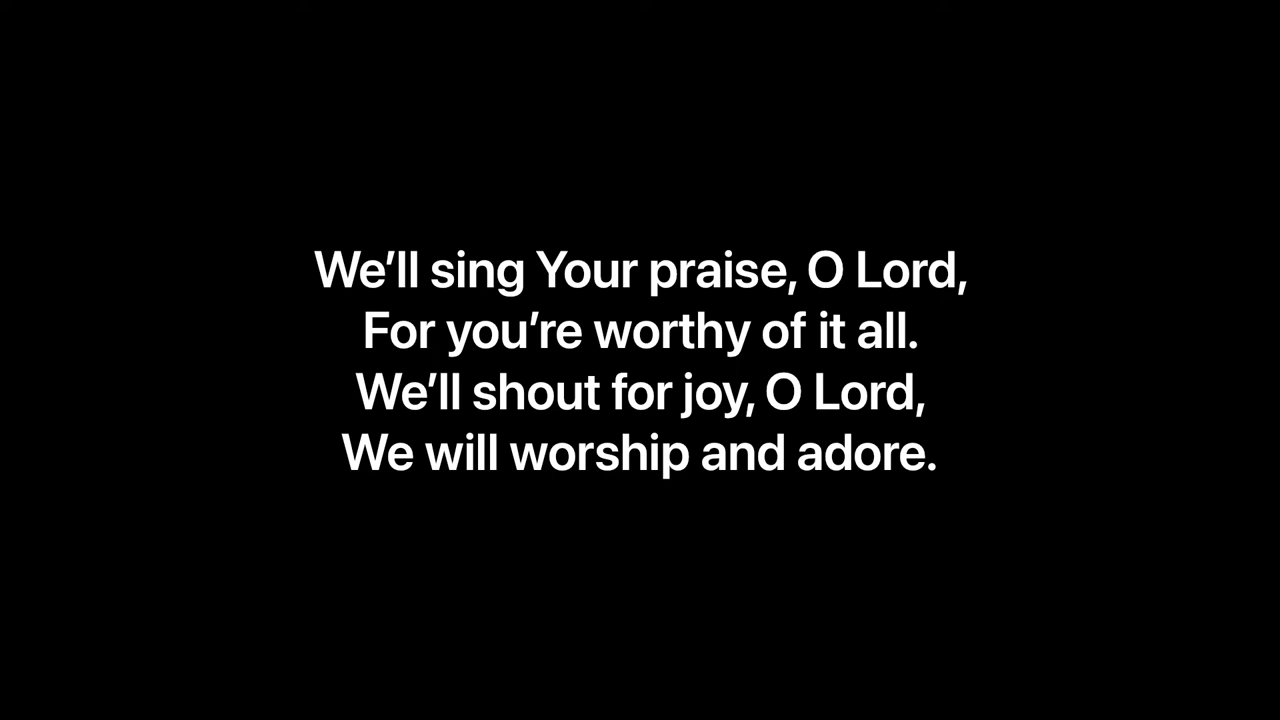 We’ll sing Your praise, O Lord,
For you’re worthy of it all.
We’ll shout for joy, O Lord,
We will worship and adore.